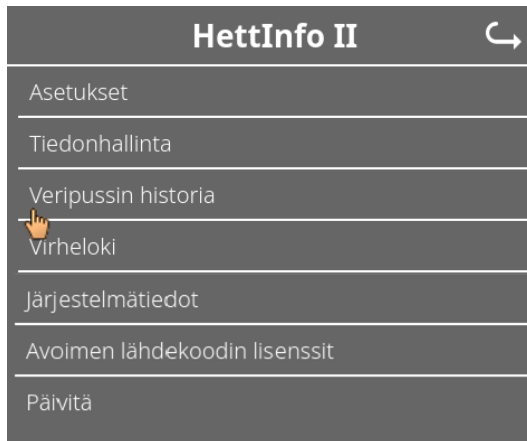 HettInfo II
Asetukset
Tiedonhallinta
Veripussin historia
Virheloki
Järjestelmätiedot
Avoimen lähdekoodin lisenssit
Päivitä